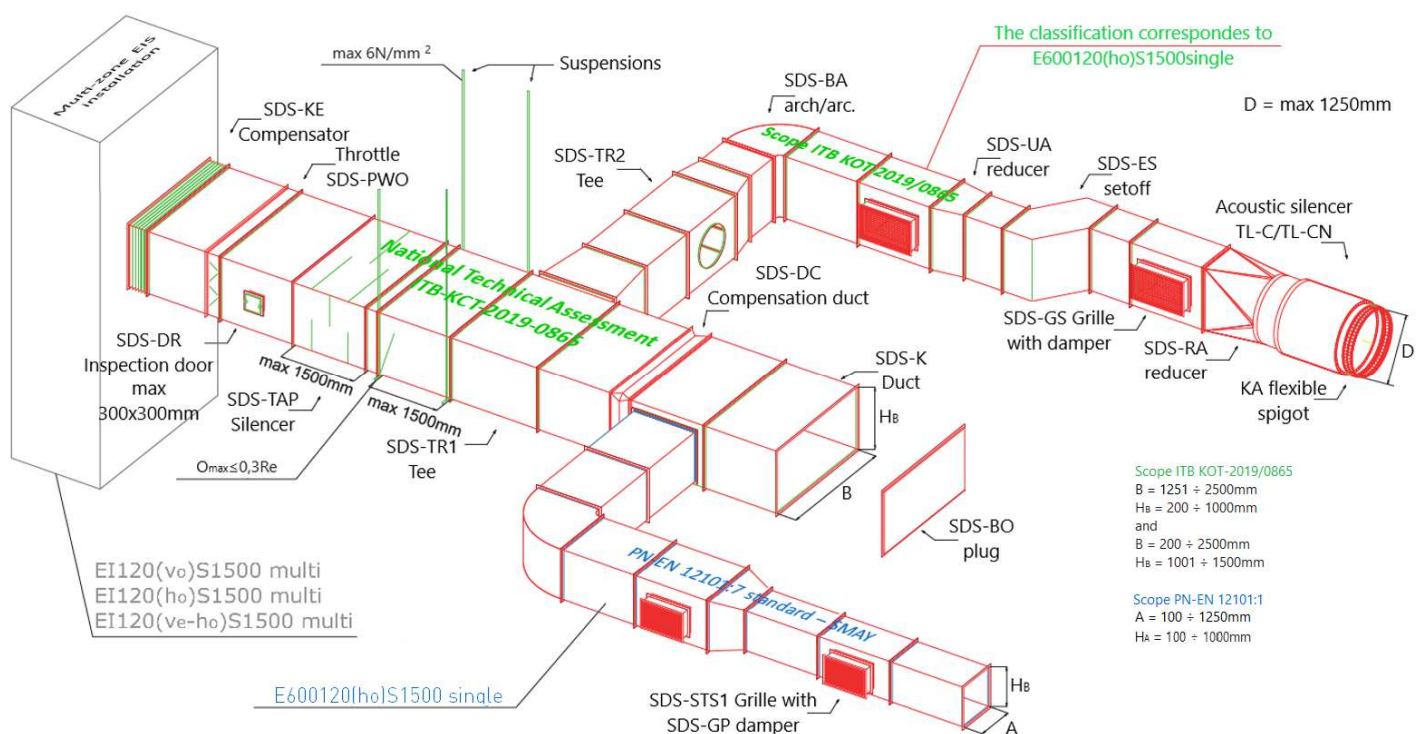 Multi-zone EIS
installation
max 6N/mm 2
Suspensions
The classification correspondes to
E600120(ho)S1500single
D = max 1250mm
SDS-KE
Compensator
Throttle
SDS-PWO
SDS-TR2
Tee
SDS-BA
arch/arc.
Scope ITB KOT-2019/0865
SDS-UA
reducer
SDS-ES
setoff
Acoustic silencer
TL-C/TL-CN
National Technical Assessment
ITB-KCT-2019-0865
SDS-DC
Compensation duct
SDS-GS Grille
with damper
SDS-RA
reducer
D
KA flexible
spigot
SDS-DR
Inspection door
max
300x300mm
max 1500mm
SDS-TAP
Silencer
max 1500mm
SDS-TR1
Tee
Omax≤0,3Re
SDS-K
Duct
HB
B
SDS-BO
plug
Scope ITB KOT-2019/0865
B = 1251 ÷ 2500mm
HB = 200 ÷ 1000mm
and
B = 200 ÷ 2500mm
HB = 1001 ÷ 1500mm
Scope PN-EN 12101:1
A = 100 ÷ 1250mm
HA = 100 ÷ 1000mm
EI120(vo)S1500 multi
EI120(ho)S1500 multi
EI120(ve-ho)S1500 multi
PN-EN 12101:7 standard – SMAY
E600120(ho)S1500 single
SDS-STS1 Grille with
SDS-GP damper
HB
A